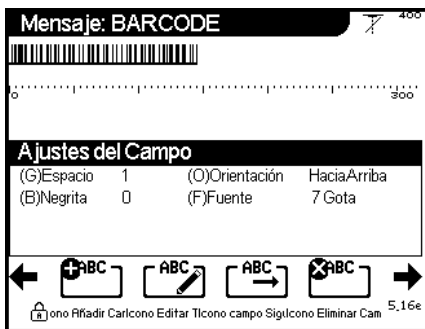 Mensaje: BARCODE
400
0 300
Ajustes del Campo
(G)Espacio 1 (O)Orientación HaciaArriba
(B)Negrita 0 (F)Fuente 7 Gota
ABC ABC ABC ABC
A ono Añadir CarIcono Editar TIcono campo SiguIcono Eliminar Cam 5.16e